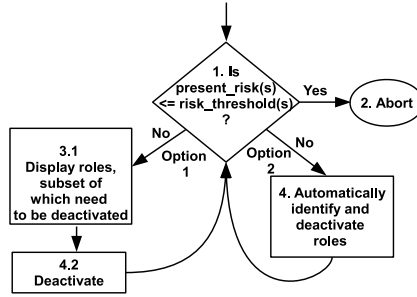 1. Is
present_risk(s)
<= risk_threshold(s)
?
Yes
2. Abort
No
Option
1
No
Option
2
3.1
Display roles,
subset of
which need
to be deactivated
4. Automatically
identify and
deactivate
roles
4.2
Deactivate